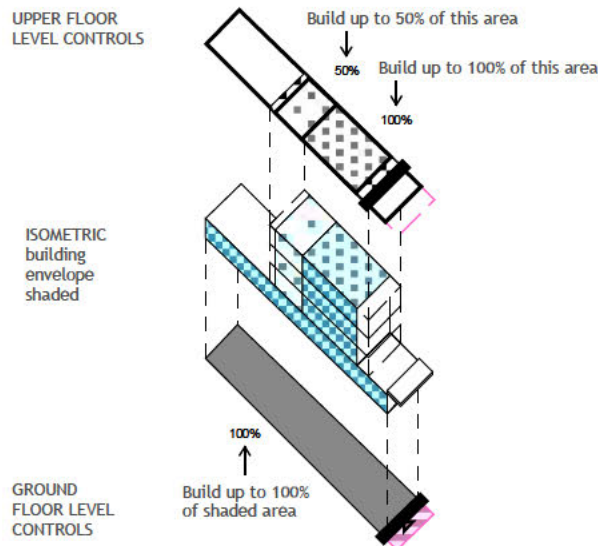 UPPER FLOOR
LEVEL CONTROLS
Build up to 50% of this area
50%
Build up to 100% of this area
100%
ISOMETRIC
building
envelope
shaded
100%
Build up to 100%
of shaded area
GROUND
FLOOR LEVEL
CONTROLS